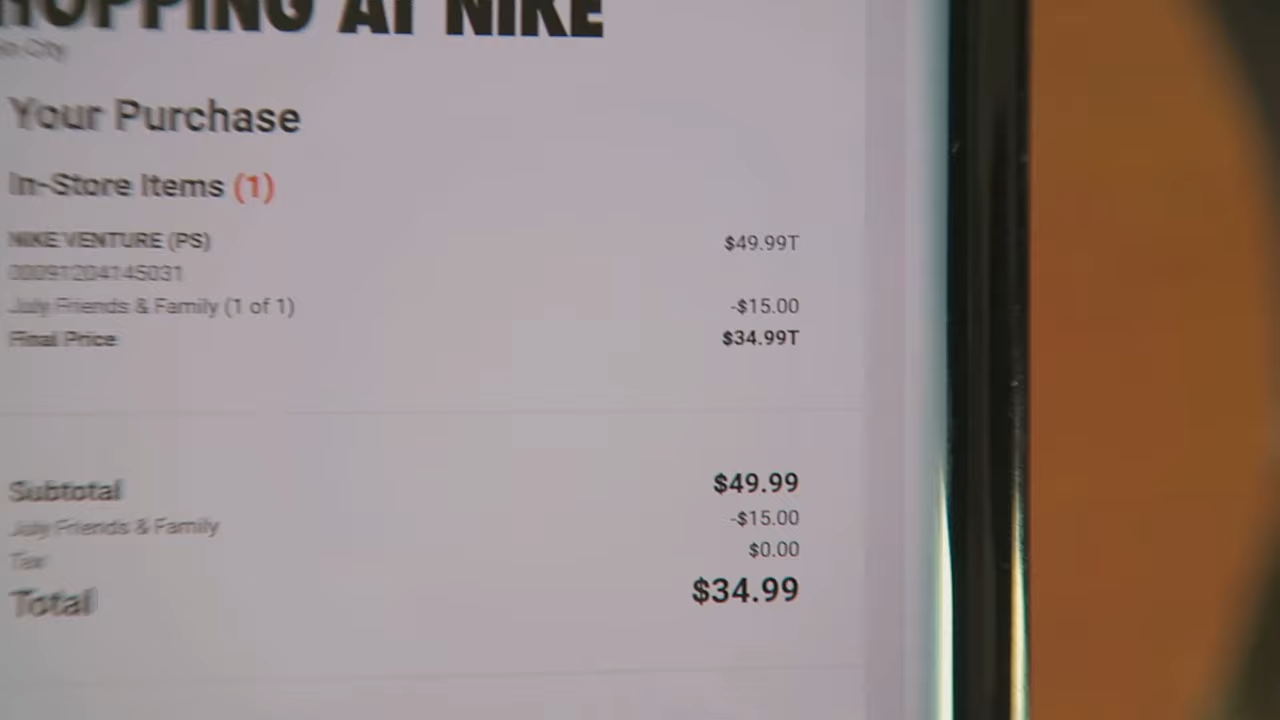 HOPPING AT NIKE
City
Your Purchase
In-Store Items (1)
NIKE VENTURE (PS) $49.99T
00091204145031
July Friends & Family (1 of 1) -$15.00
Final Price $34.99T
Subtotal $49.99
July Friends & Family -$15.00
Tax $0.00
Total $34.99